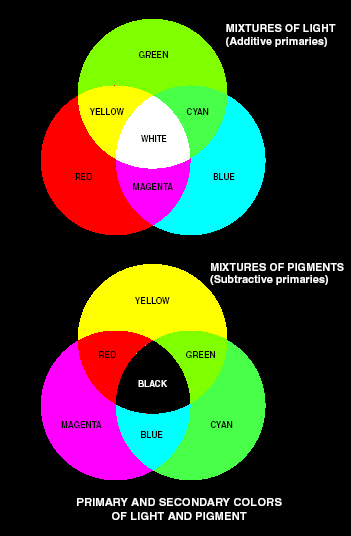 MIXTURES OF LIGHT
(Additive primaries)
GREEN
YELLOW
CYAN
WHITE
RED
MAGENTA
BLUE
MIXTURES OF PIGMENTS
(Subtractive primaries)
YELLOW
RED
GREEN
BLACK
MAGENTA
BLUE
CYAN
PRIMARY AND SECONDARY COLORS
OF LIGHT AND PIGMENT